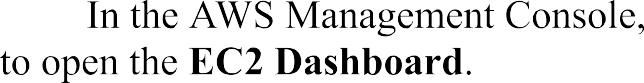 In the AWS Management Console,
to open the EC2 Dashboard.